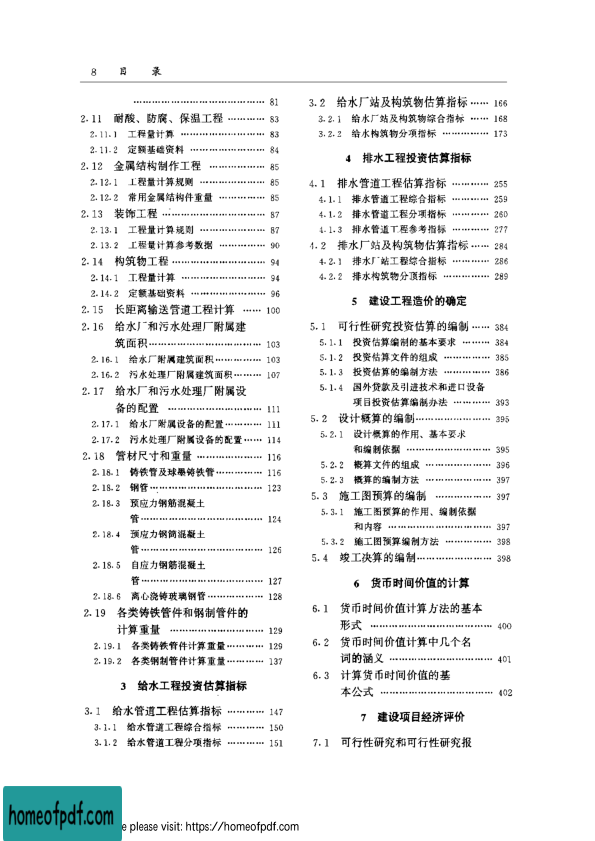 8 目 录
………………………………… 81
2.11 耐酸、防腐、保温工程 ………… 83
2.11.1 工程量计算 …………………… 83
2.11.2 定额基础资料 ………………… 84
2.12 金属结构制作工程 …………… 85
2.12.1 工程量计算规则 ……………… 85
2.12.2 常用金属结构件重量 ………… 85
2.13 装饰工程 ………………………… 87
2.13.1 工程量计算规则 ……………… 87
2.13.2 工程量计算参考数据 ………… 90
2.14 构筑物工程 ……………………… 94
2.14.1 工程量计算 …………………… 94
2.14.2 定额基础资料 ………………… 96
2.15 长距离输送管道工程计算 …… 100
2.16 给水厂和污水处理厂附属建
筑面积 …………………………… 103
2.16.1 给水厂附属建筑面积 ………… 103
2.16.2 污水处理厂附属建筑面积 …… 107
2.17 给水厂和污水处理厂附属设
备的配置 ………………………… 111
2.17.1 给水厂附属设备的配置 ……… 111
2.17.2 污水处理厂附属设备的配置 …… 114
2.18 管材尺寸和重量 ……………… 116
2.18.1 铸铁管及球墨铸铁管 ………… 116
2.18.2 钢管 …………………………… 123
2.18.3 预应力钢筋混凝土
管 ……………………………… 124
2.18.4 预应力钢筒混凝土
管 ……………………………… 126
2.18.5 自应力钢筋混凝土
管 ……………………………… 127
2.18.6 离心浇铸玻璃钢管 …………… 128
2.19 各类铸铁管件和钢制管件的
计算重量 ………………………… 129
2.19.1 各类铸铁管件计算重量 ……… 129
2.19.2 各类钢制管件计算重量 ……… 137
3 给水工程投资估算指标
3.1 给水管道工程估算指标 ………… 147
3.1.1 给水管道工程综合指标 ……… 150
3.1.2 给水管道工程分项指标 ……… 151
3.2 给水厂站及构筑物估算指标 …… 166
3.2.1 给水厂站及构筑物综合指标 …… 168
3.2.2 给水构筑物分项指标 ………… 173
4 排水工程投资估算指标
4.1 排水管道工程估算指标 ………… 255
4.1.1 排水管道工程综合指标 ……… 259
4.1.2 排水管道工程分项指标 ……… 260
4.1.3 排水管道工程参考指标 ……… 277
4.2 排水厂站及构筑物估算指标 …… 284
4.2.1 排水厂站工程综合指标 ……… 286
4.2.2 排水构筑物分项指标 ………… 289
5 建设工程造价的确定
5.1 可行性研究投资估算的编制 …… 384
5.1.1 投资估算编制的基本要求 …… 384
5.1.2 投资估算文件的组成 ………… 385
5.1.3 投资估算的编制方法 ………… 386
5.1.4 国外贷款及引进技术和进口设备
项目投资估算编制办法 ……… 393
5.2 设计概算的编制 ………………… 395
5.2.1 设计概算的作用、基本要求
和编制依据 …………………… 395
5.2.2 概算文件的组成 ……………… 396
5.2.3 概算的编制方法 ……………… 397
5.3 施工图预算的编制 ……………… 397
5.3.1 施工图预算的作用、编制依据
和内容 ………………………… 397
5.3.2 施工图预算编制方法 ………… 398
5.4 竣工决算的编制 ………………… 398
6 货币时间价值的计算
6.1 货币时间价值计算方法的基本
形式 ……………………………… 400
6.2 货币时间价值计算中几个名
词的涵义 ………………………… 401
6.3 计算货币时间价值的基
本公式 …………………………… 402
7 建设项目经济评价
7.1 可行性研究和可行性研究报
homeofpdf.com
e please visit: https://homeofpdf.com